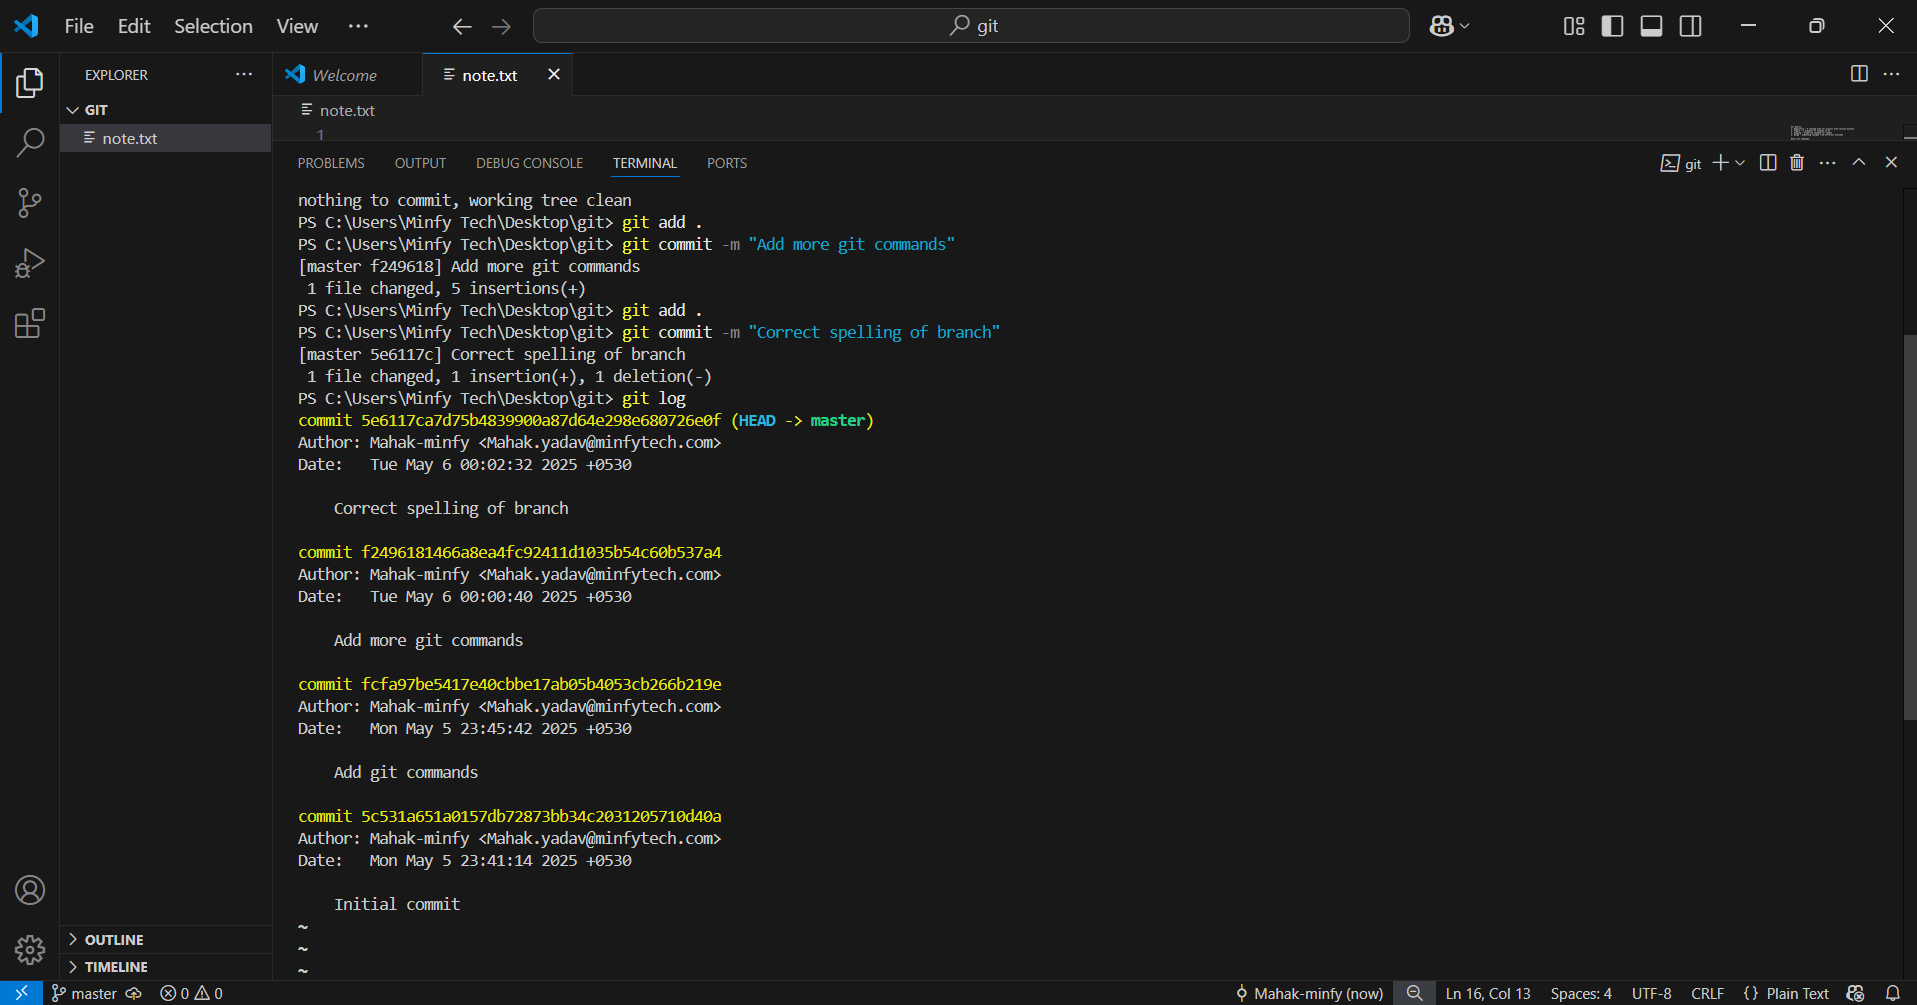 File Edit Selection View ... git
EXPLORER ...
Welcome
note.txt
GIT
note.txt
note.txt
1
PROBLEMS OUTPUT DEBUG CONSOLE TERMINAL PORTS
git
nothing to commit, working tree clean
PS C:\Users\Minfy Tech\Desktop\git> git add .
PS C:\Users\Minfy Tech\Desktop\git> git commit -m "Add more git commands"
[master f249618] Add more git commands
1 file changed, 5 insertions(+)
PS C:\Users\Minfy Tech\Desktop\git> git add .
PS C:\Users\Minfy Tech\Desktop\git> git commit -m "Correct spelling of branch"
[master 5e6117c] Correct spelling of branch
1 file changed, 1 insertion(+), 1 deletion(-)
PS C:\Users\Minfy Tech\Desktop\git> git log
commit 5e6117ca7d75b4839900a87d64e298e680726e0f (HEAD -> master)
Author: Mahak-minfy <Mahak.yadav@minfytech.com>
Date:   Tue May 6 00:02:32 2025 +0530
Correct spelling of branch
commit f2496181466a8ea4fc92411d1035b54c60b537a4
Author: Mahak-minfy <Mahak.yadav@minfytech.com>
Date:   Tue May 6 00:00:40 2025 +0530
Add more git commands
commit fcfa97be5417e40cbbe17ab05b4053cb266b219e
Author: Mahak-minfy <Mahak.yadav@minfytech.com>
Date:   Mon May 5 23:45:42 2025 +0530
Add git commands
commit 5c531a651a0157db72873bb34c2031205710d40a
Author: Mahak-minfy <Mahak.yadav@minfytech.com>
Date:   Mon May 5 23:41:14 2025 +0530
Initial commit
~
~
~
OUTLINE
TIMELINE
master 0 0 Mahak-minfy (now) Ln 16, Col 13 Spaces: 4 UTF-8 CRLF {} Plain Text